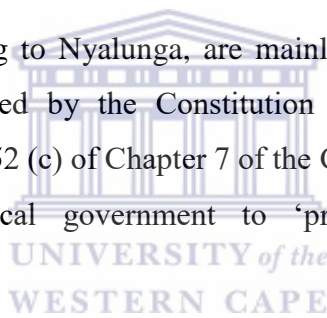 g to Nyalunga, are mainl
ed by the Constitution
52 (c) of Chapter 7 of the C
cal government to ‘pr
UNIVERSITY of the
WESTERN CAPE